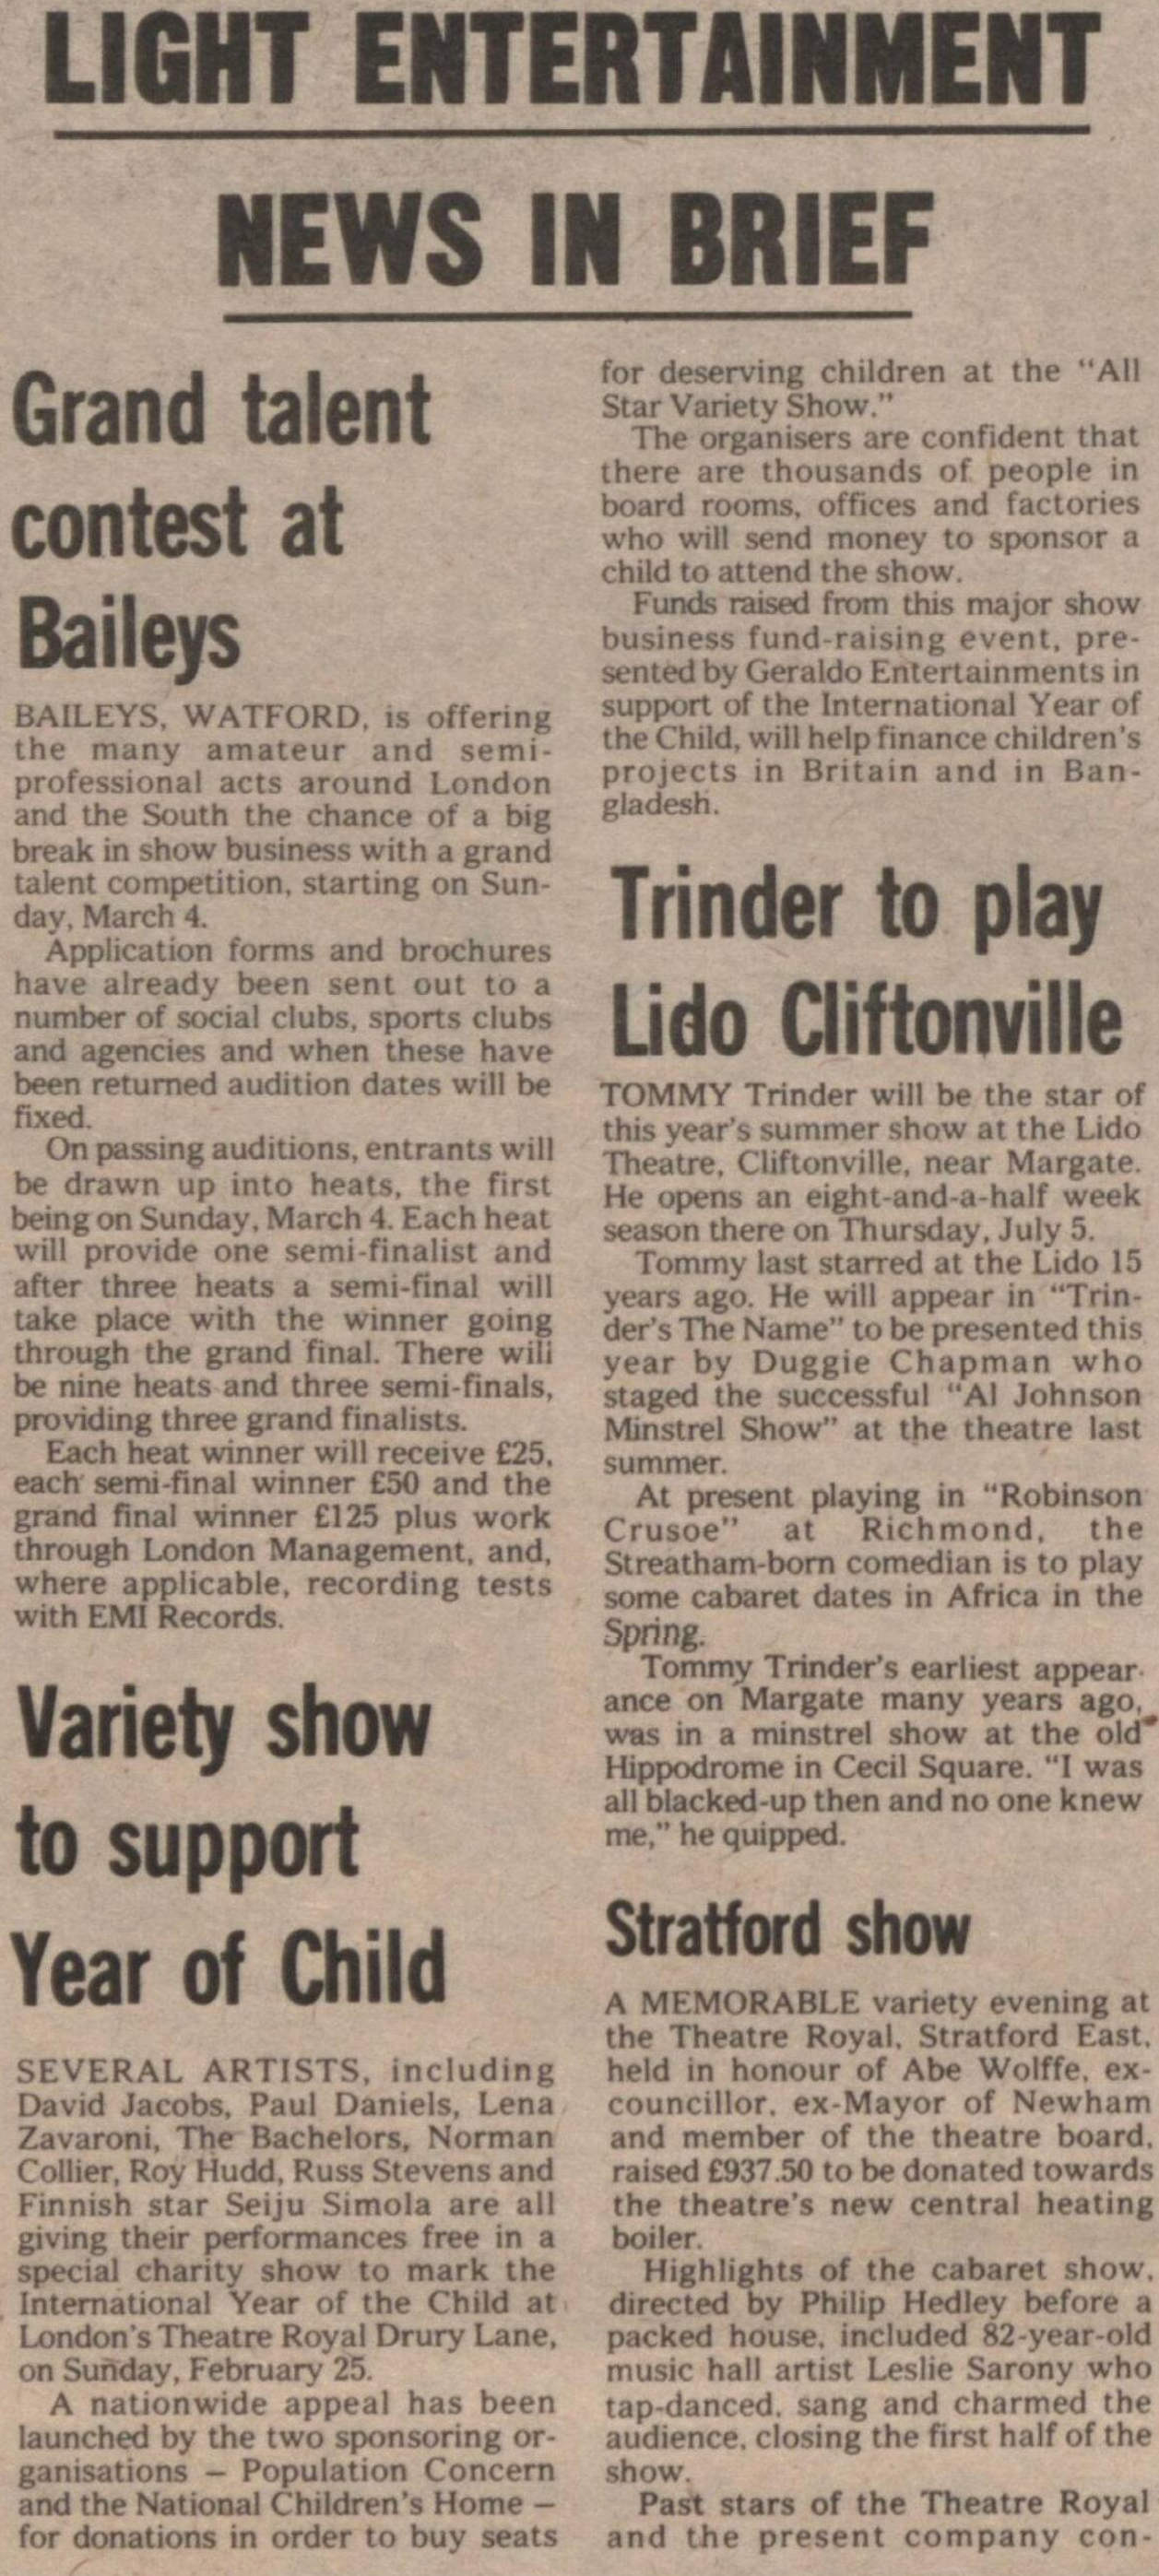 LIGHT ENTERTAINMENT
NEWS IN BRIEF
Grand talent
contest at
Baileys
BAILEYS, WATFORD, is offering
the many amateur and semi-
professional acts around London
and the South the chance of a big
break in show business with a grand
talent competition, starting on Sun-
day, March 4.
Application forms and brochures
have already been sent out to a
number of social clubs, sports clubs
and agencies and when these have
been returned audition dates will be
fixed.
On passing auditions, entrants will
be drawn up into heats, the first
being on Sunday, March 4. Each heat
will provide one semi-finalist and
after three heats a semi-final will
take place with the winner going
through the grand final. There will
be nine heats and three semi-finals,
providing three grand finalists.
Each heat winner will receive £25,
each semi-final winner £50 and the
grand final winner £125 plus work
through London Management, and,
where applicable, recording tests
with EMI Records.
Variety show
to support
Year of Child
SEVERAL ARTISTS, including
David Jacobs, Paul Daniels, Lena
Zavaroni, The Bachelors, Norman
Collier, Roy Hudd, Russ Stevens and
Finnish star Seiju Simola are all
giving their performances free in a
special charity show to mark the
International Year of the Child at
London's Theatre Royal Drury Lane,
on Sunday, February 25.
A nationwide appeal has been
launched by the two sponsoring or-
ganisations — Population Concern
and the National Children's Home —
for donations in order to buy seats
for deserving children at the "All
Star Variety Show."
The organisers are confident that
there are thousands of people in
board rooms, offices and factories
who will send money to sponsor a
child to attend the show.
Funds raised from this major show
business fund-raising event, pre-
sented by Geraldo Entertainments in
support of the International Year of
the Child, will help finance children's
projects in Britain and in Ban-
gladesh.
Trinder to play
Lido Cliftonville
TOMMY Trinder will be the star of
this year's summer show at the Lido
Theatre, Cliftonville, near Margate.
He opens an eight-and-a-half week
season there on Thursday, July 5.
Tommy last starred at the Lido 15
years ago. He will appear in "Trin-
der's The Name" to be presented this
year by Duggie Chapman who
staged the successful "Al Johnson
Minstrel Show" at the theatre last
summer.
At present playing in "Robinson
Crusoe" at Richmond, the
Streatham-born comedian is to play
some cabaret dates in Africa in the
Spring.
Tommy Trinder's earliest appear-
ance on Margate many years ago,
was in a minstrel show at the old
Hippodrome in Cecil Square. "I was
all blacked-up then and no one knew
me," he quipped.
Stratford show
A MEMORABLE variety evening at
the Theatre Royal, Stratford East,
held in honour of Abe Wolffe, ex-
councillor, ex-Mayor of Newham
and member of the theatre board,
raised £937.50 to be donated towards
the theatre's new central heating
boiler.
Highlights of the cabaret show,
directed by Philip Hedley before a
packed house, included 82-year-old
music hall artist Leslie Sarony who
tap-danced, sang and charmed the
audience, closing the first half of the
show.
Past stars of the Theatre Royal
and the present company con-